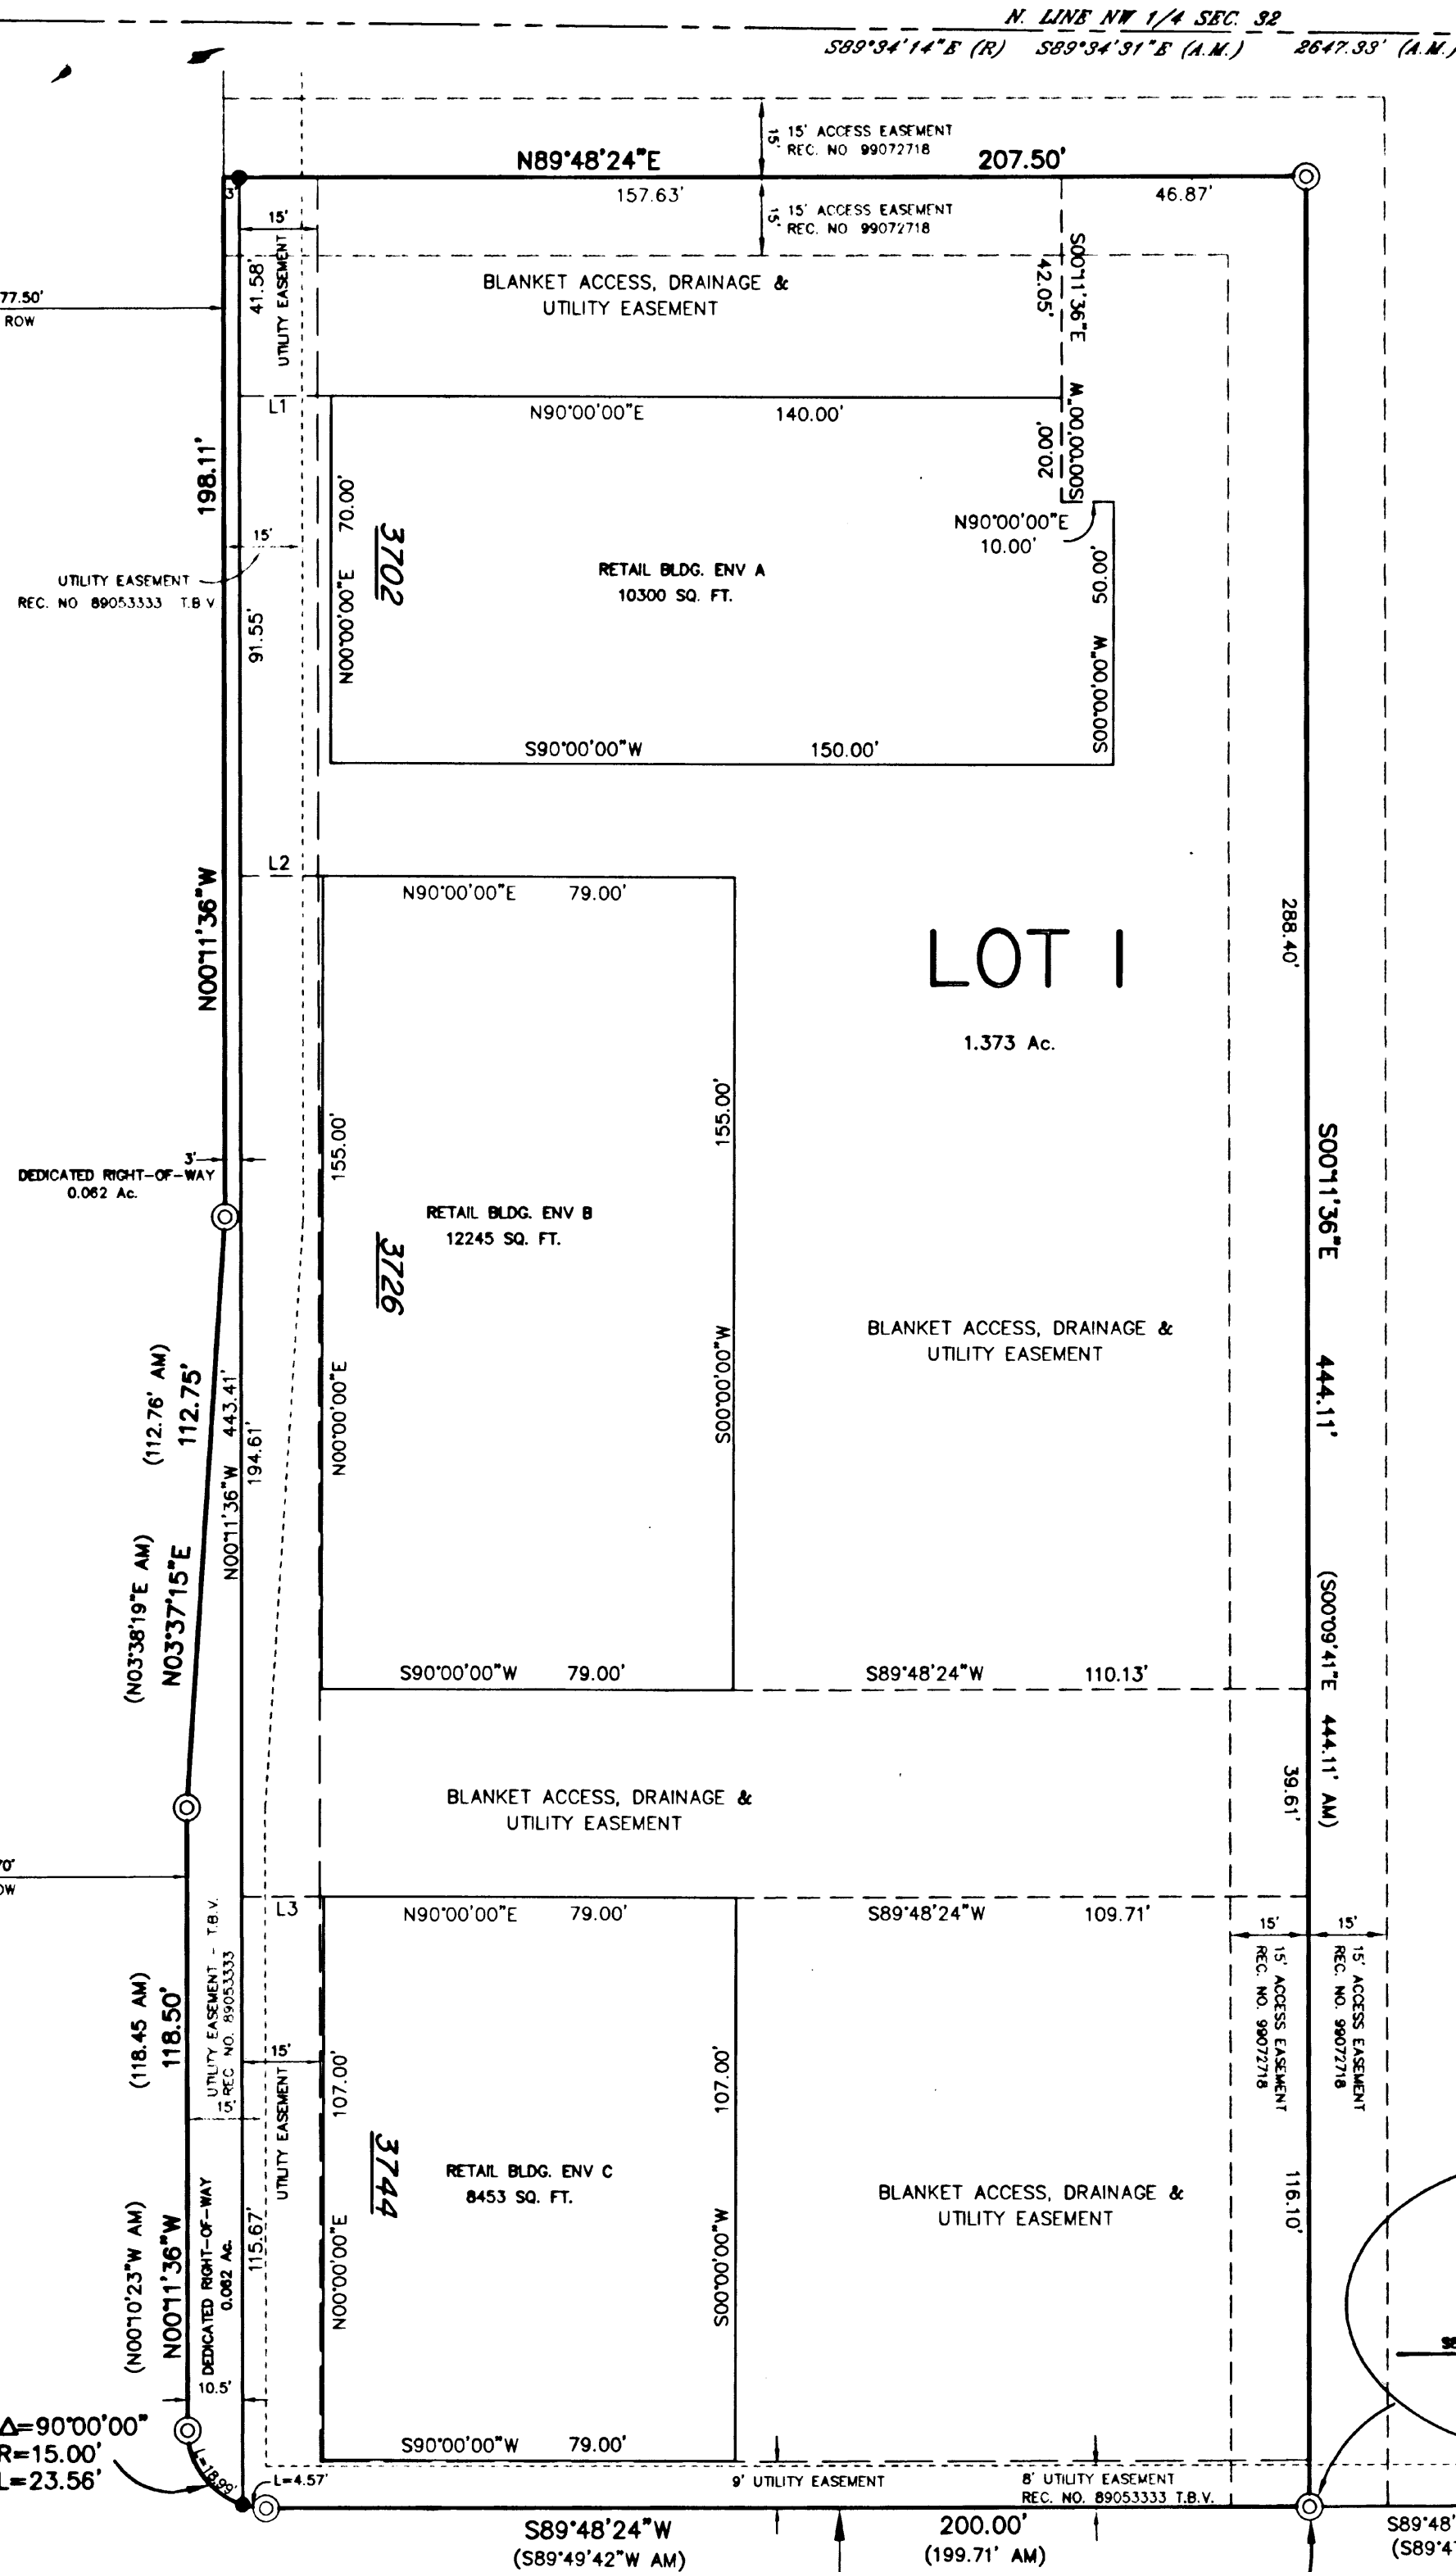 N. LINE NW 1/4 SEC. 32
S89°34'14"E (R) S89°34'31"E (A.M.) 2647.33' (A.M.)
15' 15' ACCESS EASEMENT
REC. NO 99072718
N89°48'24"E 207.50'
3' 157.63' 46.87'
15' 15' ACCESS EASEMENT
REC. NO 99072718
15'
UTILITY EASEMENT
41.58'
BLANKET ACCESS, DRAINAGE &
UTILITY EASEMENT
S00°11'36"E
42.05'
77.50'
ROW
L1
N90°00'00"E 140.00'
S00°00'00"W
20.00'
N90°00'00"E
10.00'
198.11'
N00°00'00"E 70.00'
3702
RETAIL BLDG. ENV A
10300 SQ. FT.
S00°00'00"W 50.00'
15'
UTILITY EASEMENT
REC. NO 89053333 T.B.V
91.55'
S90°00'00"W 150.00'
L2
N90°00'00"E 79.00'
N00°11'36"W
LOT 1
1.373 Ac.
288.40'
155.00'
155.00'
3'
DEDICATED RIGHT-OF-WAY
0.062 Ac.
RETAIL BLDG. ENV B
12245 SQ. FT.
3726
S00°11'36"E 444.11'
BLANKET ACCESS, DRAINAGE &
UTILITY EASEMENT
N00°00'00"E
S00°00'00"W
(112.76' AM)
112.75'
N00°11'36"W 443.41'
194.61'
(N03°38'19"E AM)
N03°37'15"E
(S00°09'41"E 444.11' AM)
S90°00'00"W 79.00'
S89°48'24"W 110.13'
39.61'
BLANKET ACCESS, DRAINAGE &
UTILITY EASEMENT
70'
OW
L3
N90°00'00"E 79.00'
S89°48'24"W 109.71'
15' 15'
15' ACCESS EASEMENT
REC. NO. 99072718
15' ACCESS EASEMENT
REC. NO. 99072718
UTILITY EASEMENT - T.B.V.
REC NO. 89053333
15'
(118.45 AM)
118.50'
15'
UTILITY EASEMENT
107.00'
107.00'
3744
RETAIL BLDG. ENV C
8453 SQ. FT.
BLANKET ACCESS, DRAINAGE &
UTILITY EASEMENT
116.10'
N00°00'00"E
S00°00'00"W
115.67'
(N00°10'23"W AM)
N00°11'36"W
DEDICATED RIGHT-OF-WAY
0.062 Ac.
10.5'
Δ=90°00'00"
R=15.00'
L=23.56'
L=18.99'
L=4.57'
S90°00'00"W 79.00'
9' UTILITY EASEMENT
8' UTILITY EASEMENT
REC. NO. 89053333 T.B.V.
S89°48'24"W 200.00'
(S89°49'42"W AM) (199.71' AM)
S89°48'
(S89°4